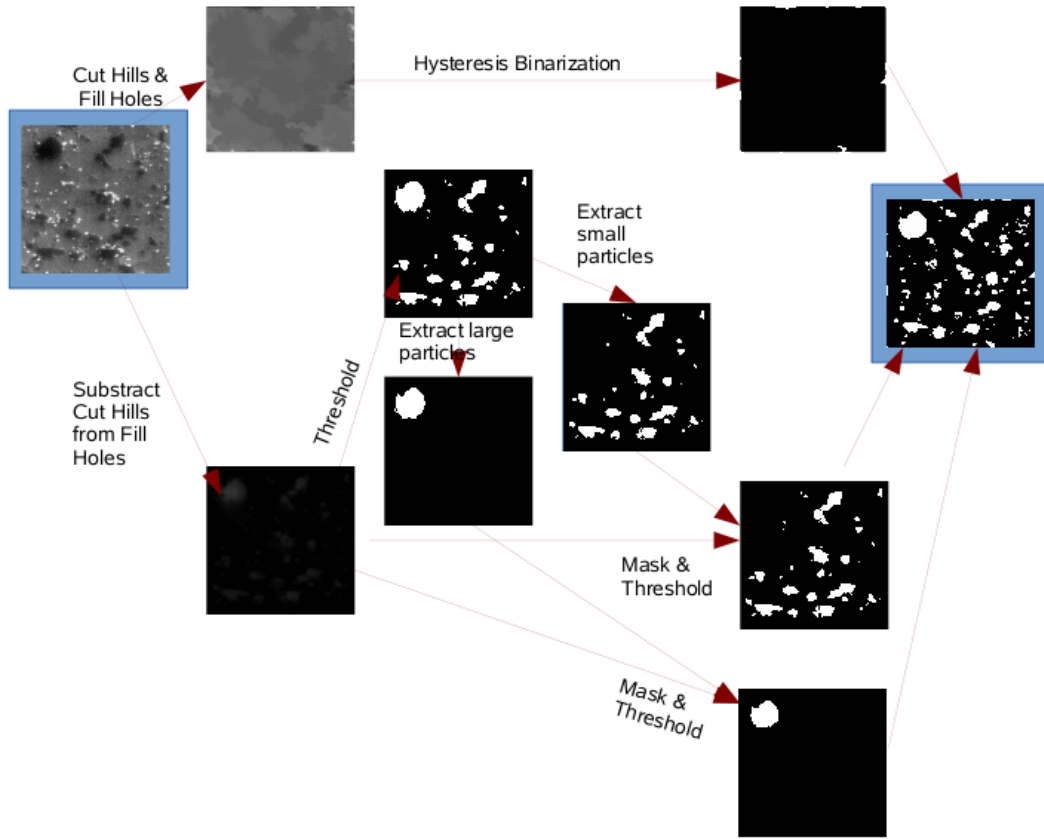 Cut Hills &
Fill Holes
Hysteresis Binarization
Extract
small
particles
Extract large
particles
Threshold
Substract
Cut Hills
from Fill
Holes
Mask &
Threshold
Mask &
Threshold